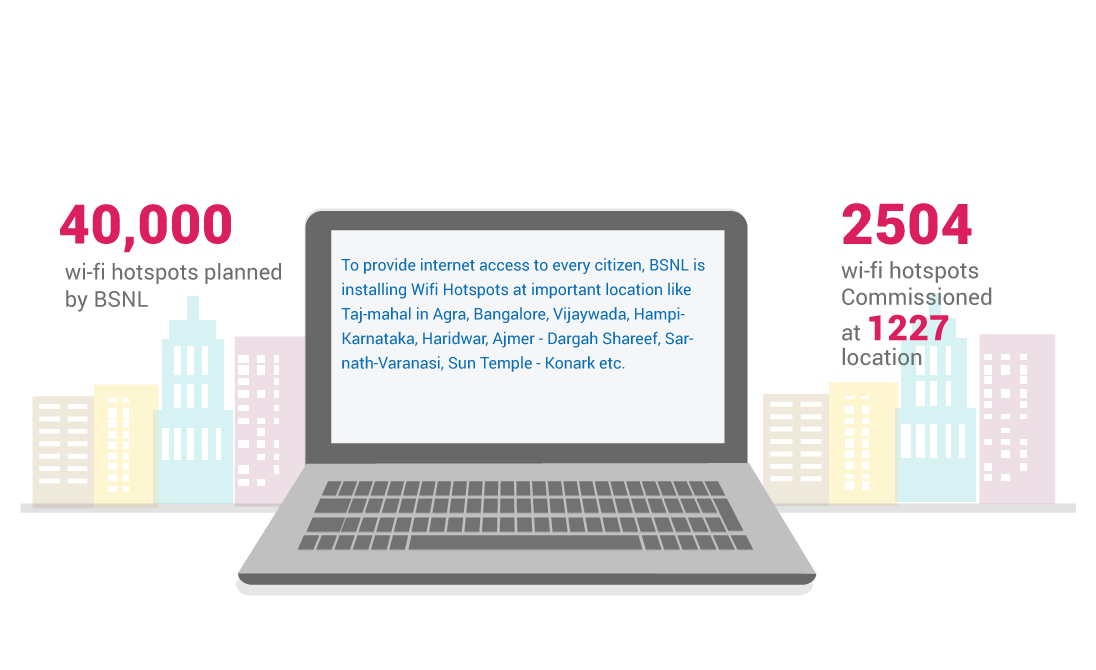 40,000
wi-fi hotspots planned
by BSNL
To provide internet access to every citizen, BSNL is
installing Wifi Hotspots at important location like
Taj-mahal in Agra, Bangalore, Vijaywada, Hampi-
Karnataka, Haridwar, Ajmer - Dargah Shareef, Sar-
nath-Varanasi, Sun Temple - Konark etc.
2504
wi-fi hotspots
Commissioned
at 1227
location